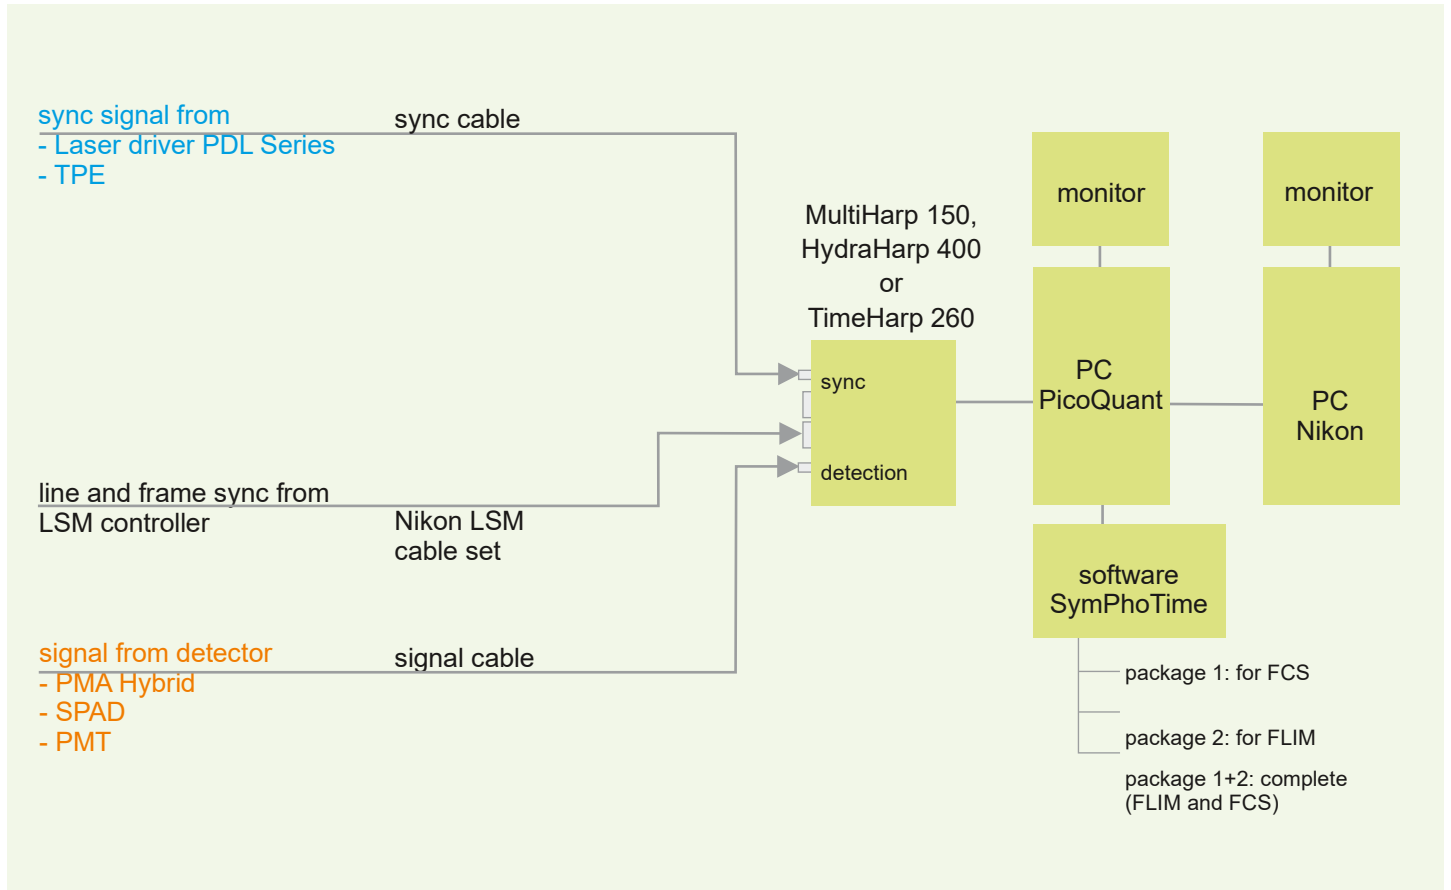 sync signal from
- Laser driver PDL Series
- TPE
sync cable
MultiHarp 150,
HydraHarp 400
or
TimeHarp 260
monitor
monitor
sync
detection
PC
PicoQuant
PC
Nikon
line and frame sync from
LSM controller
Nikon LSM
cable set
software
SymPhoTime
signal from detector
- PMA Hybrid
- SPAD
- PMT
signal cable
package 1: for FCS
package 2: for FLIM
package 1+2: complete
(FLIM and FCS)